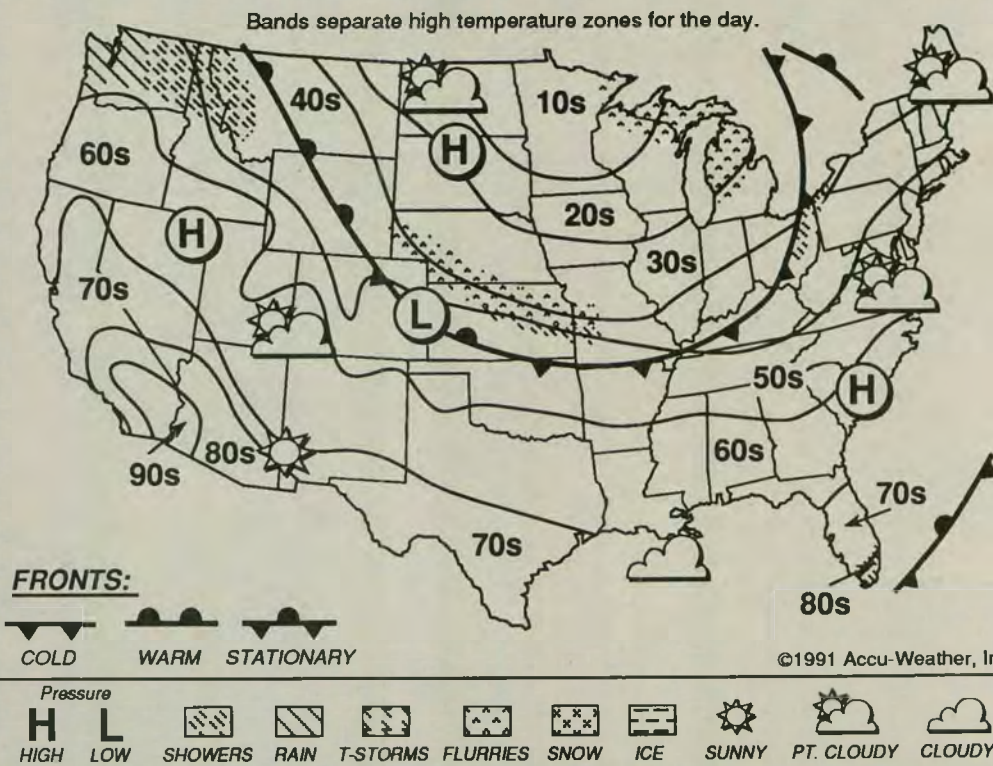 Bands separate high temperature zones for the day.
40s
10s
60s
H
H
20s
30s
70s
L
50s
H
80s
60s
90s
70s
70s
80s
FRONTS:
COLD WARM STATIONARY
©1991 Accu-Weather, In
Pressure
H L
HIGH LOW SHOWERS RAIN T-STORMS FLURRIES SNOW ICE SUNNY PT. CLOUDY CLOUDY